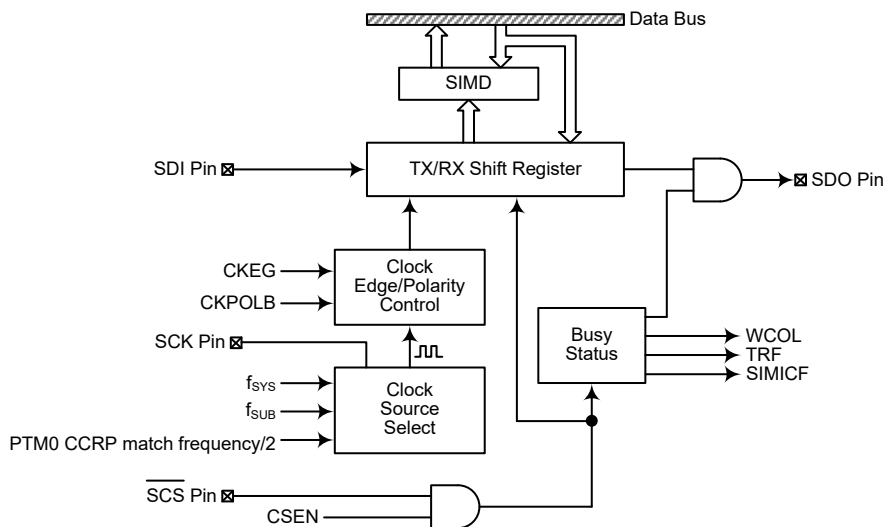 Data Bus
SIMD
SDI Pin
TX/RX Shift Register
SDO Pin
CKEG
CKPOLB
Clock
Edge/Polarity
Control
SCK Pin
Busy
Status
WCOL
TRF
SIMICF
fSYS
fSUB
PTM0 CCRP match frequency/2
Clock
Source
Select
SCS Pin
CSEN